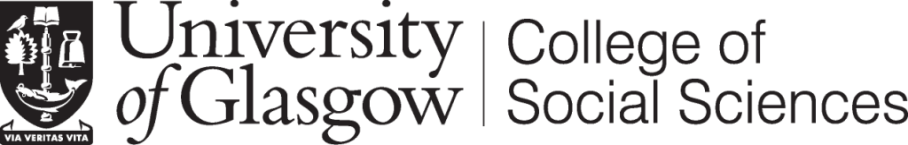 University
of Glasgow
College of
Social Sciences
VIA VERITAS VITA